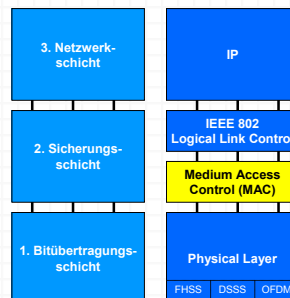 3. Netzwerk-
schicht
IP
2. Sicherungs-
schicht
IEEE 802
Logical Link Control
Medium Access
Control (MAC)
1. Bitübertragungs-
schicht
Physical Layer
FHSS DSSS OFDM